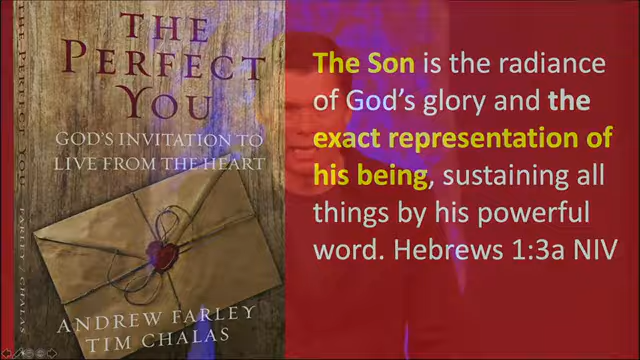 THE PERFECT YOU
FARLEY / CHALAS
THE
PERFECT
YOU
GOD'S INVITATION TO
LIVE FROM THE HEART
ANDREW FARLEY
TIM CHALAS
The Son is the radiance
of God's glory and the
exact representation of
his being, sustaining all
things by his powerful
word. Hebrews 1:3a NIV